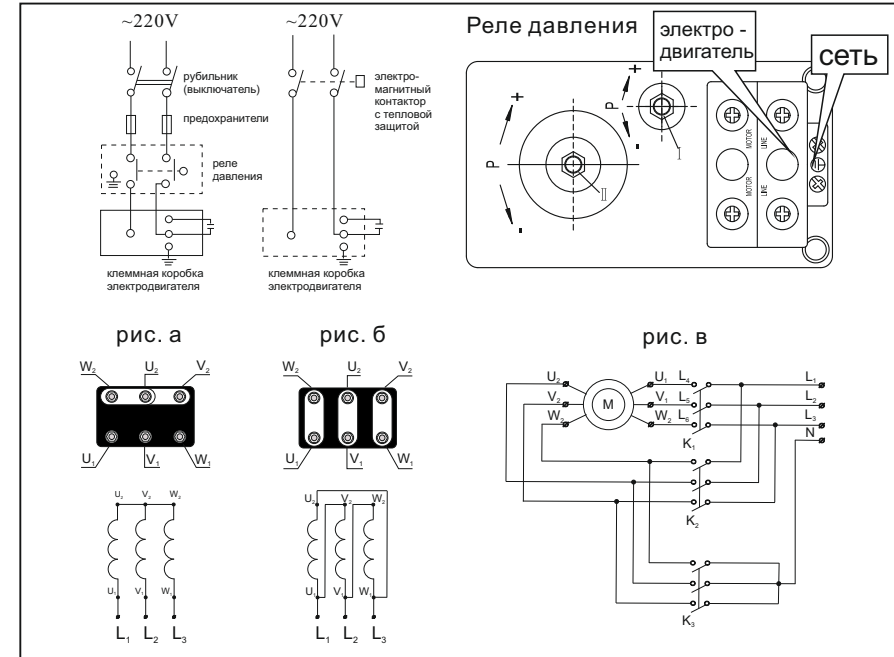 ~220V
~220V
рубильник
(выключатель)
предохранители
реле
давления
клеммная коробка
электродвигателя
электро-
магнитный
контактор
с тепловой
защитой
клеммная коробка
электродвигателя
Реле давления
электро -
двигатель
сеть
+
P
-
II
+
P
-
I
MOTOR
LINE
MOTOR
LINE
рис. а
W₂ U₂ V₂
U₁ V₁ W₁
U₂ V₂ W₂
U₁ V₁ W₁
L₁ L₂ L₃
рис. б
W₂ U₂ V₂
U₁ V₁ W₁
U₂ V₂ W₂
U₁ V₁ W₁
L₁ L₂ L₃
рис. в
U₂ U₁ L₄ L₁
V₂ M V₁ L₅ L₂
W₂ W₂ L₆ L₃
K₁ N
K₂
K₃